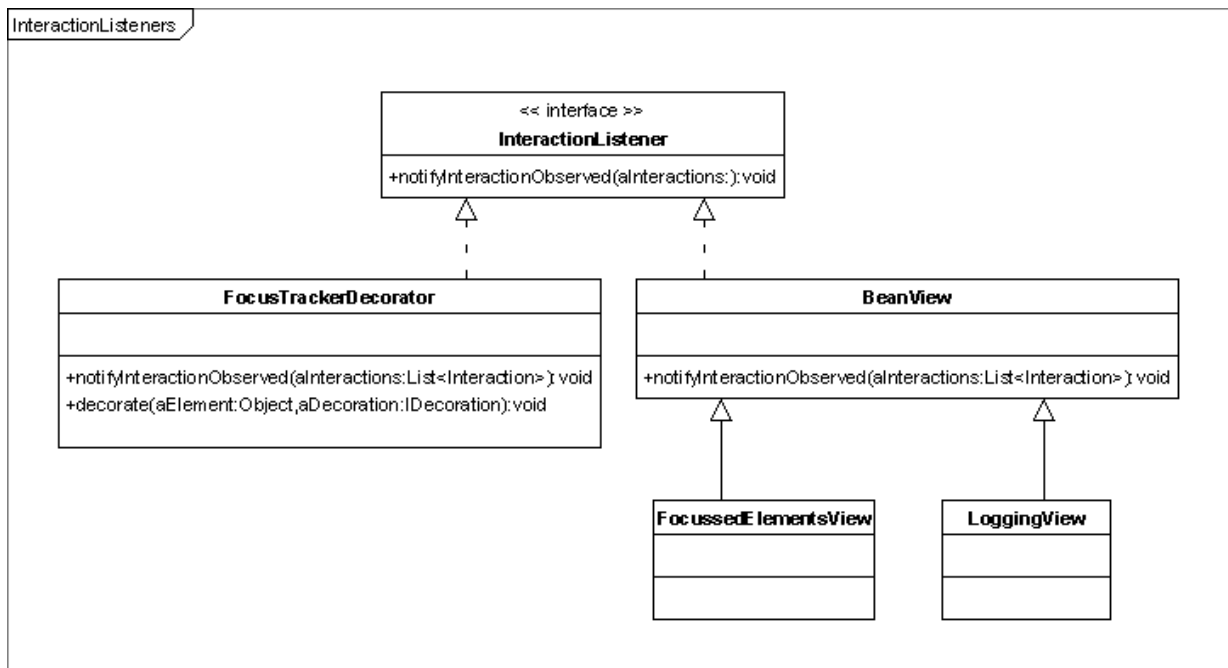 InteractionListeners
<< interface >>
InteractionListener
+notifyInteractionObserved(aInteractions:):void
FocusTrackerDecorator
+notifyInteractionObserved(aInteractions:List<Interaction>):void
+decorate(aElement:Object,aDecoration:IDecoration):void
BeanView
+notifyInteractionObserved(aInteractions:List<Interaction>):void
FocussedElementsView
LoggingView